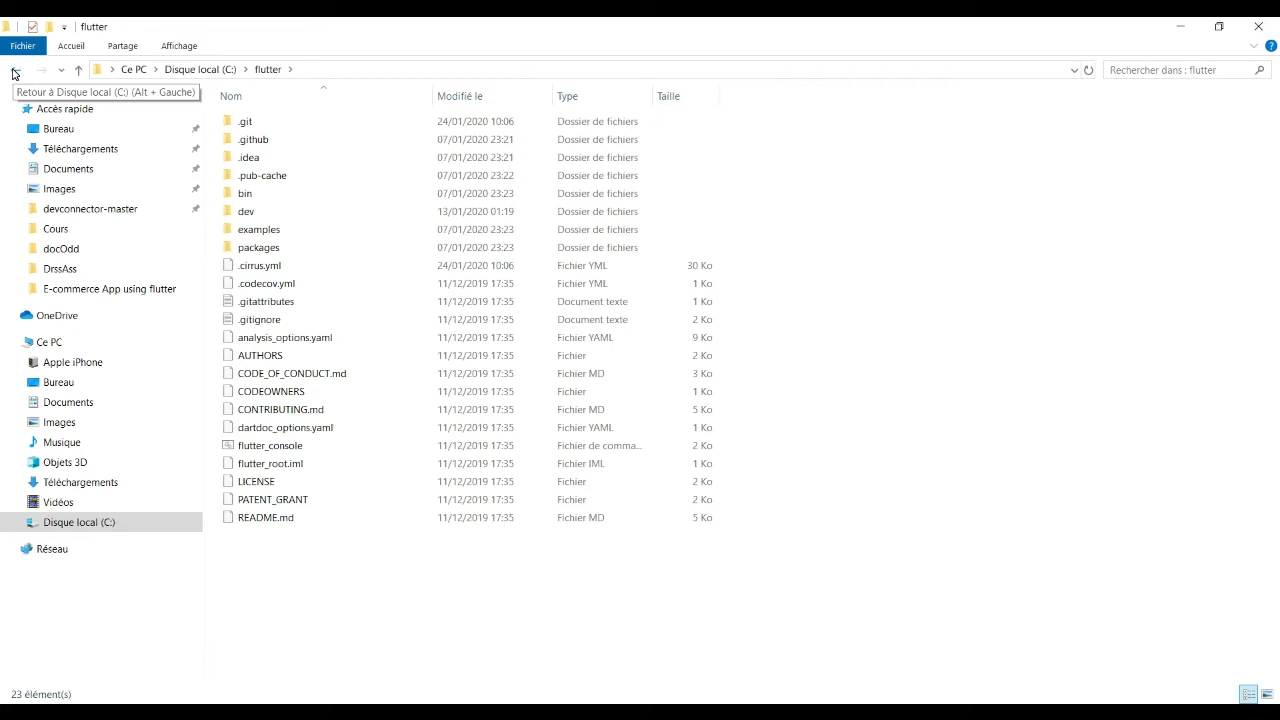 flutter
Fichier Accueil Partage Affichage
Ce PC Disque local (C:) flutter
Rechercher dans : flutter
Retour à Disque local (C:) (Alt + Gauche)
Nom Modifié le Type Taille
Accès rapide
Bureau
Téléchargements
Documents
Images
devconnector-master
Cours
docOdd
DrssAss
E-commerce App using flutter
OneDrive
Ce PC
Apple iPhone
Bureau
Documents
Images
Musique
Objets 3D
Téléchargements
Vidéos
Disque local (C:)
Réseau
.git 24/01/2020 10:06 Dossier de fichiers
.github 07/01/2020 23:21 Dossier de fichiers
.idea 07/01/2020 23:21 Dossier de fichiers
.pub-cache 07/01/2020 23:22 Dossier de fichiers
bin 07/01/2020 23:23 Dossier de fichiers
dev 13/01/2020 01:19 Dossier de fichiers
examples 07/01/2020 23:23 Dossier de fichiers
packages 07/01/2020 23:23 Dossier de fichiers
.cirrus.yml 24/01/2020 10:06 Fichier YML 30 Ko
.codecov.yml 11/12/2019 17:35 Fichier YML 1 Ko
.gitattributes 11/12/2019 17:35 Document texte 1 Ko
.gitignore 11/12/2019 17:35 Document texte 2 Ko
analysis_options.yaml 11/12/2019 17:35 Fichier YAML 9 Ko
AUTHORS 11/12/2019 17:35 Fichier 2 Ko
CODE_OF_CONDUCT.md 11/12/2019 17:35 Fichier MD 3 Ko
CODEOWNERS 11/12/2019 17:35 Fichier 1 Ko
CONTRIBUTING.md 11/12/2019 17:35 Fichier MD 5 Ko
dartdoc_options.yaml 11/12/2019 17:35 Fichier YAML 1 Ko
flutter_console 11/12/2019 17:35 Fichier de comma... 2 Ko
flutter_root.iml 11/12/2019 17:35 Fichier IML 1 Ko
LICENSE 11/12/2019 17:35 Fichier 2 Ko
PATENT_GRANT 11/12/2019 17:35 Fichier 2 Ko
README.md 11/12/2019 17:35 Fichier MD 5 Ko
23 élément(s)